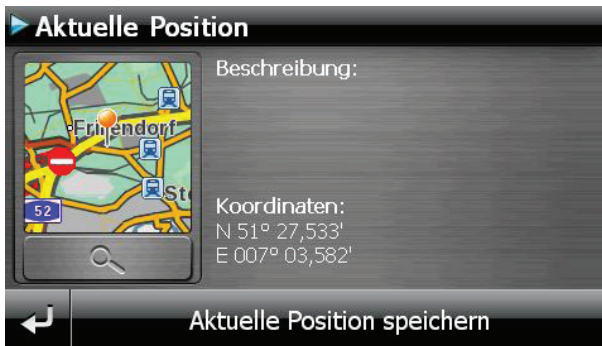 Aktuelle Position
Beschreibung:
52
Koordinaten:
N 51° 27,533'
E 007° 03,582'
Aktuelle Position speichern